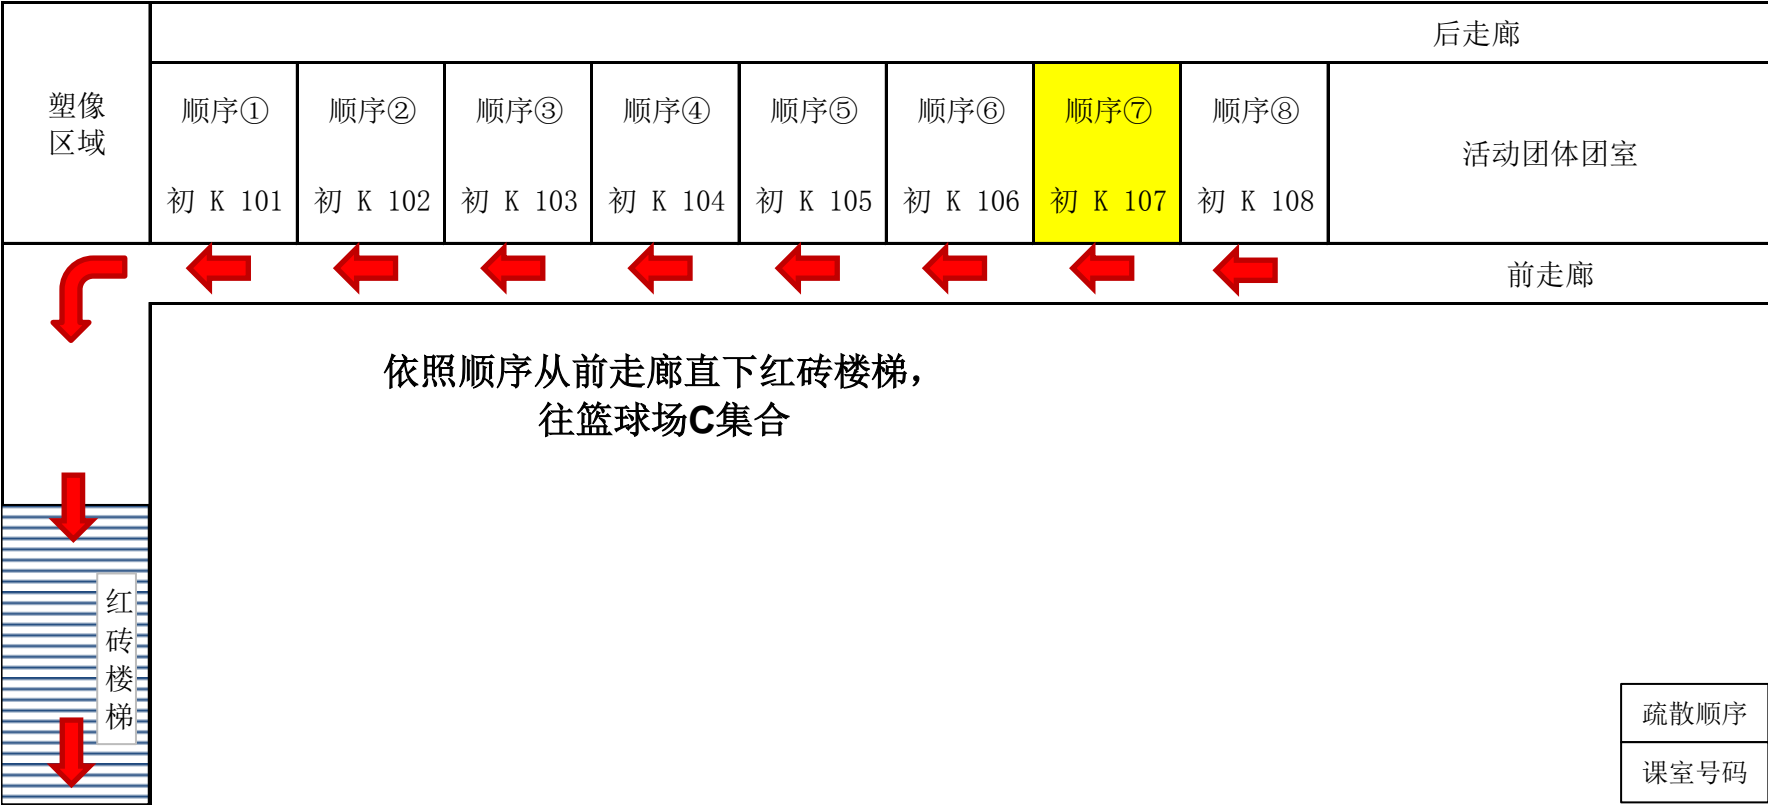 后走廊
塑像
区域
顺序① 顺序② 顺序③ 顺序④ 顺序⑤ 顺序⑥ 顺序⑦ 顺序⑧
活动团体团室
初 K 101 初 K 102 初 K 103 初 K 104 初 K 105 初 K 106 初 K 107 初 K 108
前走廊
依照顺序从前走廊直下红砖楼梯，
往篮球场C集合
红
砖
楼
梯
疏散顺序
课室号码